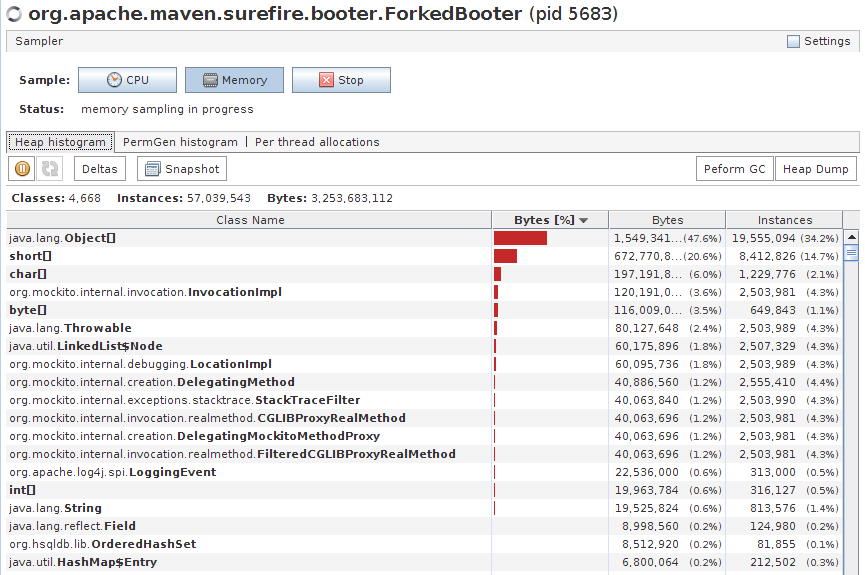 org.apache.maven.surefire.booter.ForkedBooter (pid 5683)
Sampler Settings
Sample: CPU Memory Stop
Status: memory sampling in progress
Heap histogram PermGen histogram Per thread allocations
Deltas Snapshot Peform GC Heap Dump
Classes: 4,668 Instances: 57,039,543 Bytes: 3,253,683,112
Class Name Bytes [%] Bytes Instances
java.lang.Object[] 1,549,341... (47.6%) 19,555,094 (34.2%)
short[] 672,770,8... (20.6%) 8,412,826 (14.7%)
char[] 197,191,8... (6.0%) 1,229,776 (2.1%)
org.mockito.internal.invocation.InvocationImpl 120,191,0... (3.6%) 2,503,981 (4.3%)
byte[] 116,009,0... (3.5%) 649,843 (1.1%)
java.lang.Throwable 80,127,648 (2.4%) 2,503,989 (4.3%)
java.util.LinkedList$Node 60,175,896 (1.8%) 2,507,329 (4.3%)
org.mockito.internal.debugging.LocationImpl 60,095,736 (1.8%) 2,503,989 (4.3%)
org.mockito.internal.creation.DelegatingMethod 40,886,560 (1.2%) 2,555,410 (4.4%)
org.mockito.internal.exceptions.stacktrace.StackTraceFilter 40,063,840 (1.2%) 2,503,990 (4.3%)
org.mockito.internal.invocation.realmethod.CGLIBProxyRealMethod 40,063,696 (1.2%) 2,503,981 (4.3%)
org.mockito.internal.creation.DelegatingMockitoMethodProxy 40,063,696 (1.2%) 2,503,981 (4.3%)
org.mockito.internal.invocation.realmethod.FilteredCGLIBProxyRealMethod 40,063,696 (1.2%) 2,503,981 (4.3%)
org.apache.log4j.spi.LoggingEvent 22,536,000 (0.6%) 313,000 (0.5%)
int[] 19,963,784 (0.6%) 316,127 (0.5%)
java.lang.String 19,525,824 (0.6%) 813,576 (1.4%)
java.lang.reflect.Field 8,998,560 (0.2%) 124,980 (0.2%)
org.hsqldb.lib.OrderedHashSet 8,512,920 (0.2%) 81,855 (0.1%)
java.util.HashMap$Entry 6,800,064 (0.2%) 212,502 (0.3%)